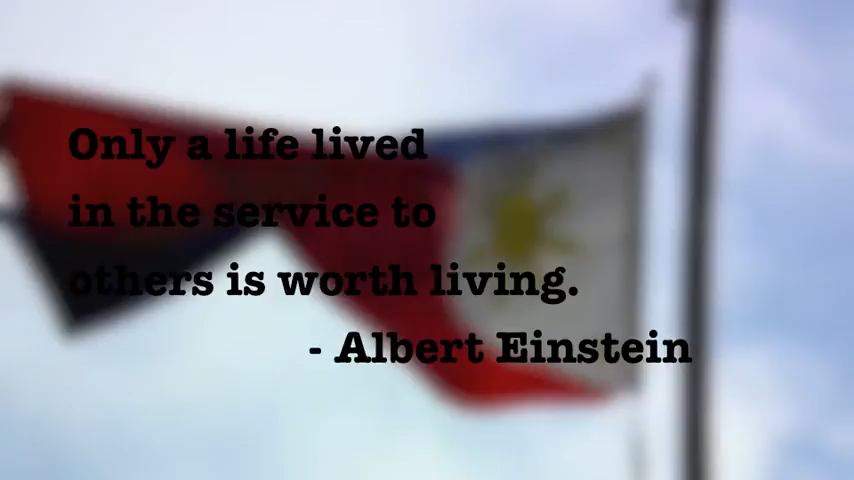 Only a life lived
in the service to
others is worth living.
- Albert Einstein